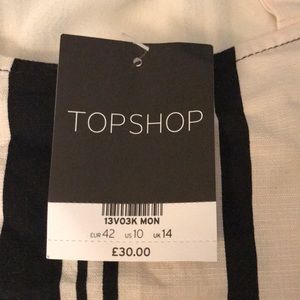 TOPSHOP
13V03K MON
EUR 42 US 10 UK 14
£30.00